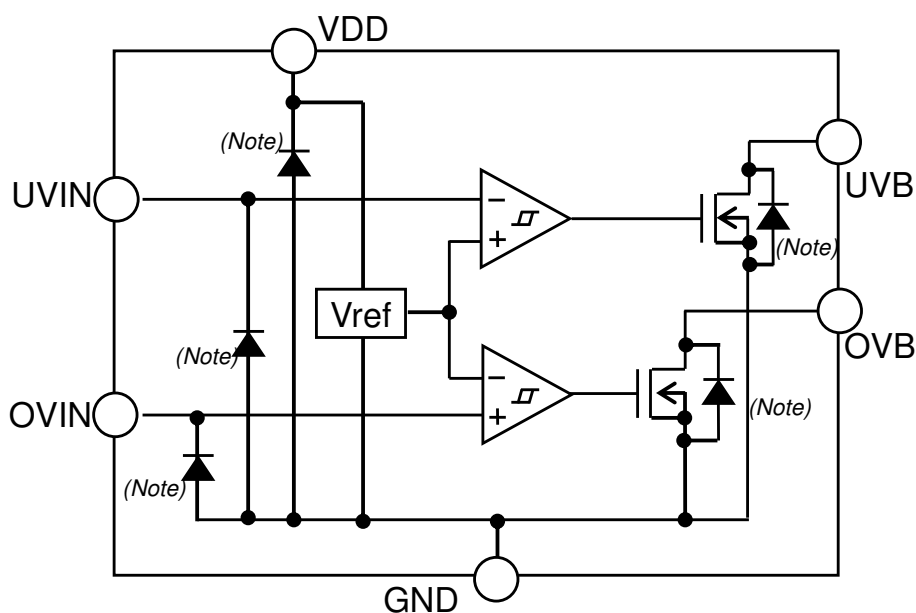 VDD
(Note)
UVIN
UVB
−
+
(Note)
Vref
OVB
(Note)
−
OVIN
+
(Note)
(Note)
GND